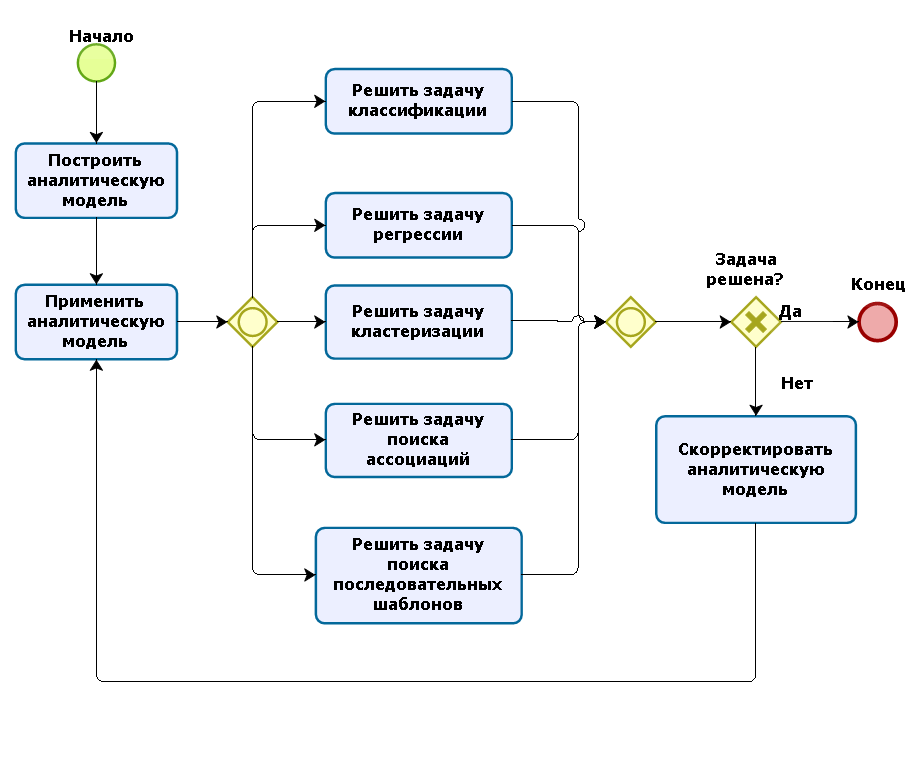 Начало
Построить
аналитическую
модель
Применить
аналитическую
модель
Решить задачу
классификации
Решить задачу
регрессии
Решить задачу
кластеризации
Решить задачу
поиска
ассоциаций
Решить задачу
поиска
последовательных
шаблонов
Задача
решена?
Да
Конец
Нет
Скорректировать
аналитическую
модель